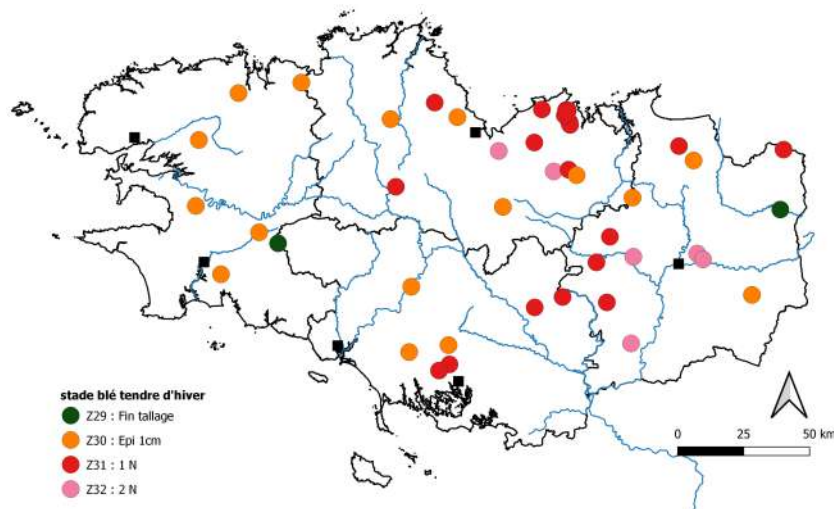 stade blé tendre d'hiver
Z29 : Fin tallage
Z30 : Epi 1cm
Z31 : 1 N
Z32 : 2 N
0 25 50 km